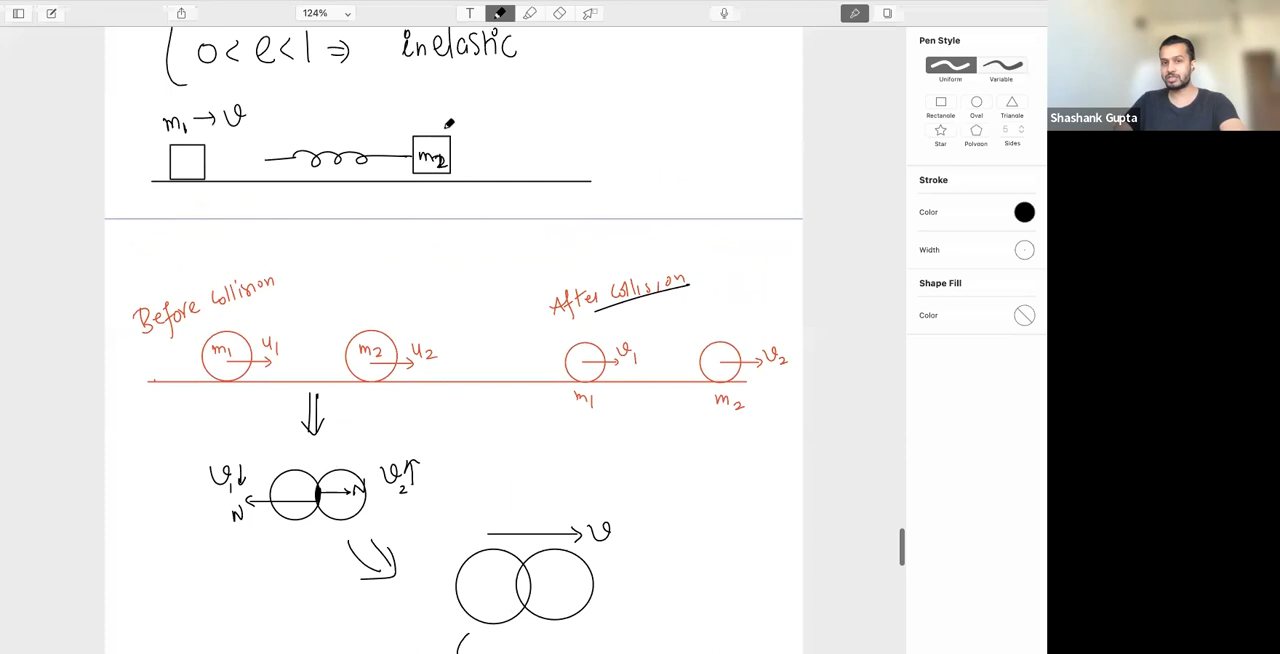 124%
T
Pen Style
Uniform
Variable
Rectangle
Oval
Triangle
Star
Polygon
5
Sides
Stroke
Color
Width
Shape Fill
Color
Shashank Gupta
0 < e < 1 ⇒ inelastic
m₁ → v
m₂
Before Collision
After Collision
m₁ u₁
m₂ u₂
v₁
v₂
m₁
m₂
v₁↓
N
N
v₂↑
v